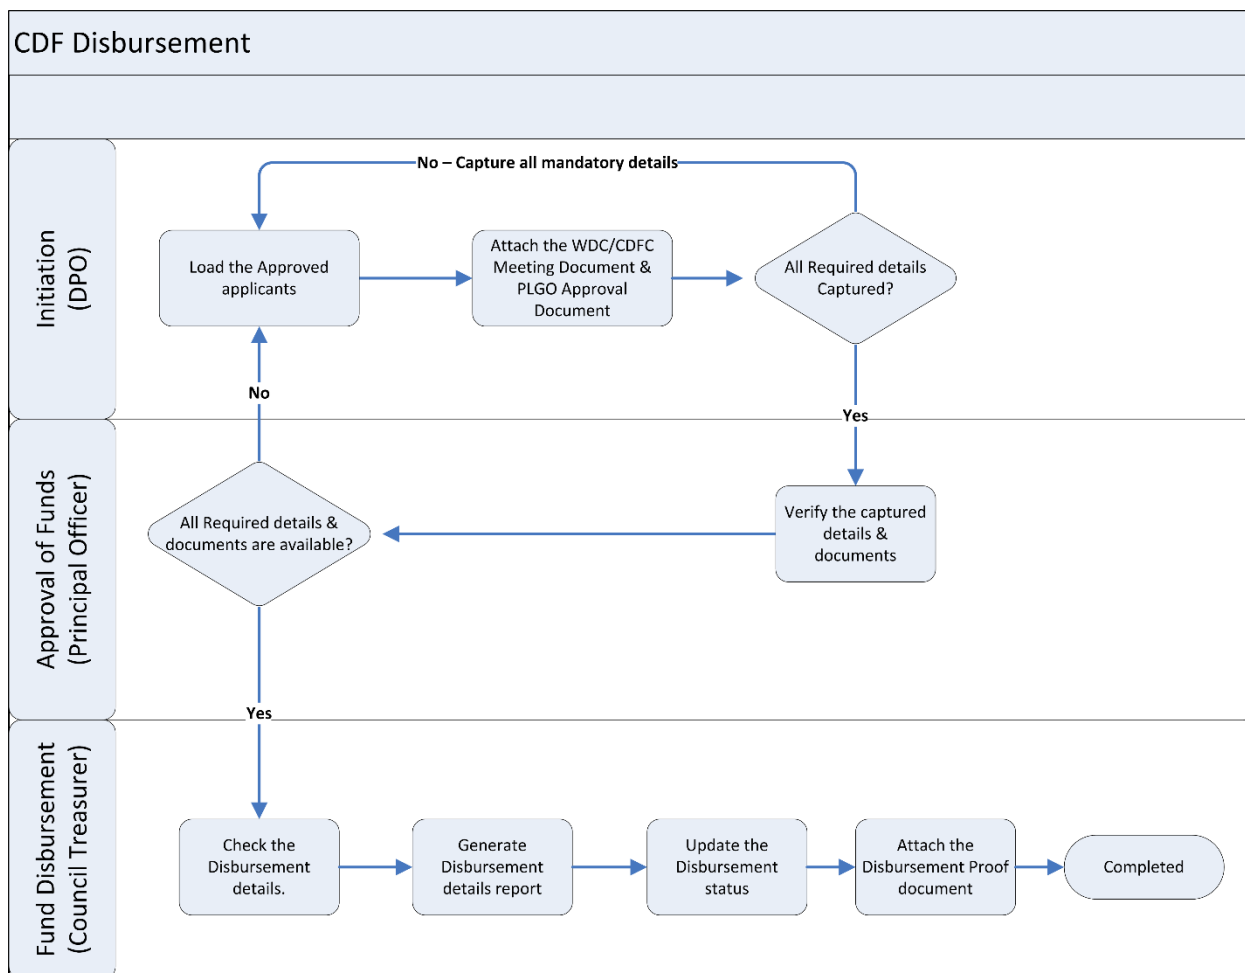 CDF Disbursement
Initiation
(DPO)
No – Capture all mandatory details
Load the Approved
applicants
Attach the WDC/CDFC
Meeting Document &
PLGO Approval
Document
All Required details
Captured?
No
Yes
Approval of Funds
(Principal Officer)
All Required details &
documents are available?
Verify the captured
details &
documents
Yes
Fund Disbursement
(Council Treasurer)
Check the
Disbursement
details.
Generate
Disbursement
details report
Update the
Disbursement
status
Attach the
Disbursement Proof
document
Completed